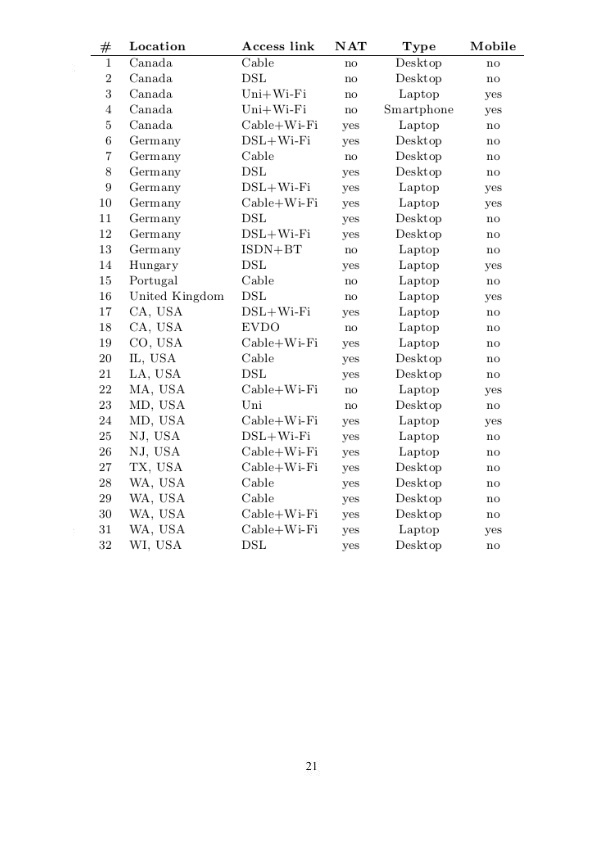 # Location Access link NAT Type Mobile
1 Canada Cable no Desktop no
2 Canada DSL no Desktop no
3 Canada Uni+Wi-Fi no Laptop yes
4 Canada Uni+Wi-Fi no Smartphone yes
5 Canada Cable+Wi-Fi yes Laptop no
6 Germany DSL+Wi-Fi yes Desktop no
7 Germany Cable no Desktop no
8 Germany DSL yes Desktop no
9 Germany DSL+Wi-Fi yes Laptop yes
10 Germany Cable+Wi-Fi yes Laptop yes
11 Germany DSL yes Desktop no
12 Germany DSL+Wi-Fi yes Desktop no
13 Germany ISDN+BT no Laptop no
14 Hungary DSL yes Laptop yes
15 Portugal Cable no Laptop no
16 United Kingdom DSL no Laptop yes
17 CA, USA DSL+Wi-Fi yes Laptop no
18 CA, USA EVDO no Laptop no
19 CO, USA Cable+Wi-Fi yes Laptop no
20 IL, USA Cable yes Desktop no
21 LA, USA DSL yes Desktop no
22 MA, USA Cable+Wi-Fi no Laptop yes
23 MD, USA Uni no Desktop no
24 MD, USA Cable+Wi-Fi yes Laptop yes
25 NJ, USA DSL+Wi-Fi yes Laptop no
26 NJ, USA Cable+Wi-Fi yes Laptop no
27 TX, USA Cable+Wi-Fi yes Desktop no
28 WA, USA Cable yes Desktop no
29 WA, USA Cable yes Desktop no
30 WA, USA Cable+Wi-Fi yes Desktop no
31 WA, USA Cable+Wi-Fi yes Laptop yes
32 WI, USA DSL yes Desktop no
21